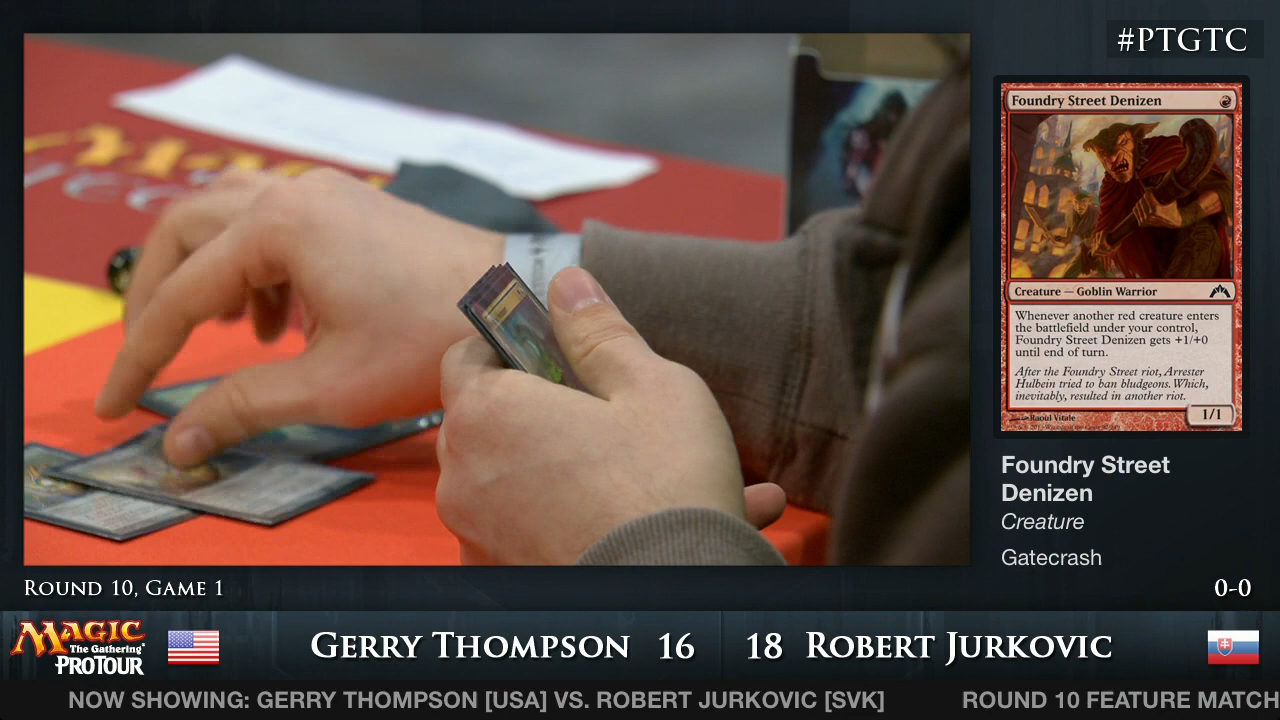 #PTGTC
Foundry Street Denizen
Creature — Goblin Warrior
Whenever another red creature enters
the battlefield under your control,
Foundry Street Denizen gets +1/+0
until end of turn.
After the Foundry Street riot, Arrester
Hulbein tried to ban bludgeons. Which,
inevitably, resulted in another riot.
Raoul Vitale
1/1
Foundry Street
Denizen
Creature
Gatecrash
Round 10, Game 1
0-0
Magic
The Gathering
ProTour
Gerry Thompson 16
18 Robert Jurkovic
NOW SHOWING: GERRY THOMPSON [USA] VS. ROBERT JURKOVIC [SVK]
ROUND 10 FEATURE MATCH